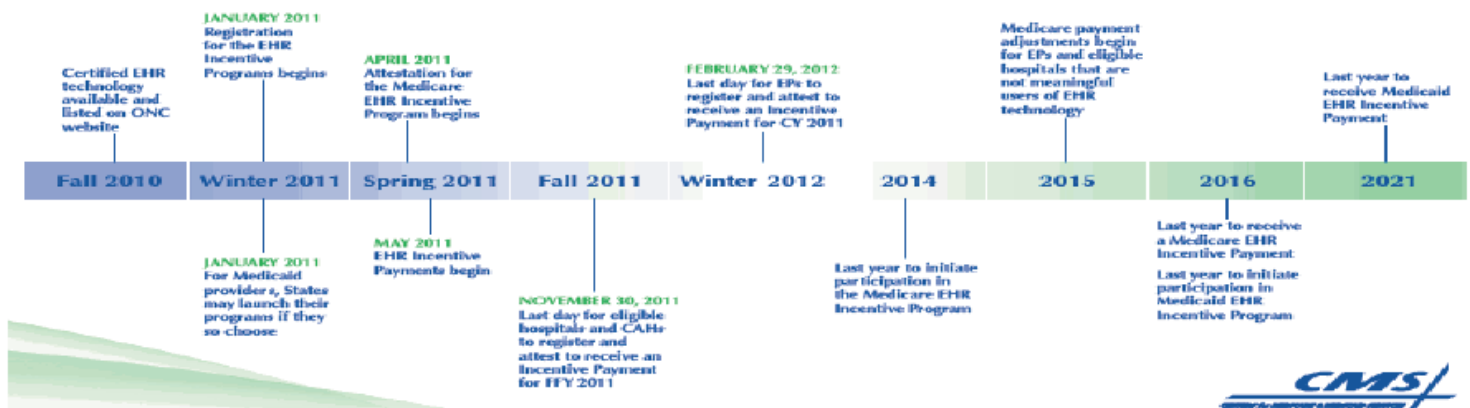 JANUARY 2011
Registration
for the EHR
Incentive
Programs begins
Certified EHR
technology
available and
listed on ONC
website
APRIL 2011
Attestation for
the Medicare
EHR Incentive
Program begins
FEBRUARY 29, 2012
Last day for EPs to
register and attest to
receive an Incentive
Payment for CY 2011
Medicare payment
adjustments begin
for EPs and eligible
hospitals that are
not meaningful
users of EHR
technology
Last year to
receive Medicaid
EHR Incentive
Payment
Fall 2010
Winter 2011
Spring 2011
Fall 2011
Winter 2012
2014
2015
2016
2021
JANUARY 2011
For Medicaid
providers, States
may launch their
programs if they
so choose
MAY 2011
EHR Incentive
Payments begin
NOVEMBER 30, 2011
Last day for eligible
hospitals and CAHs
to register and
attest to receive an
Incentive Payment
for FFY 2011
Last year to initiate
participation in
the Medicare EHR
Incentive Program
Last year to receive
a Medicare EHR
Incentive Payment
Last year to initiate
participation in
Medicaid EHR
Incentive Program
CMS